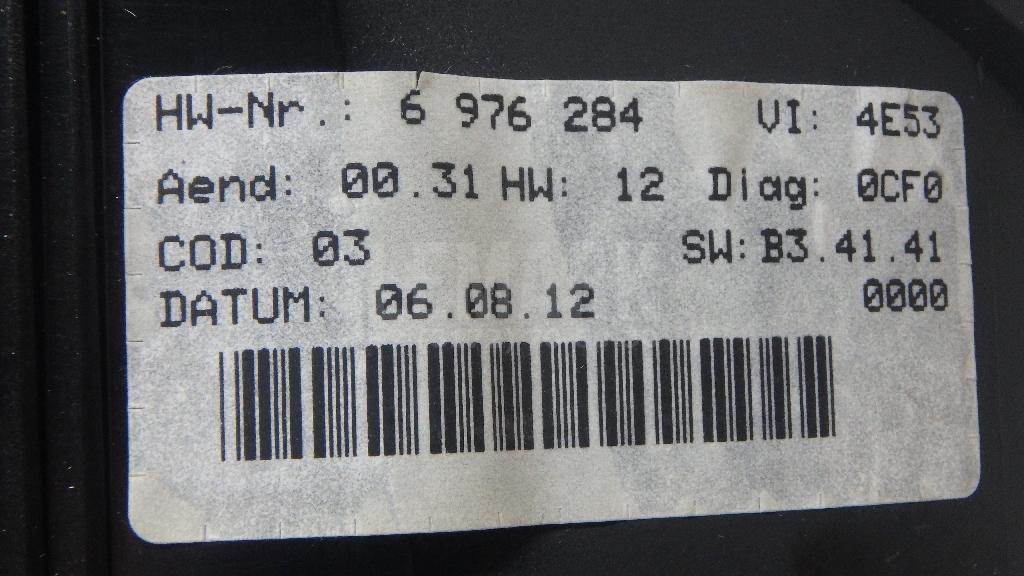 HW-Nr.: 6 976 284 VI: 4E53
Aend: 00.31 HW: 12 Diag: 0CF0
COD: 03 SW: B3.41.41
DATUM: 06.08.12 0000